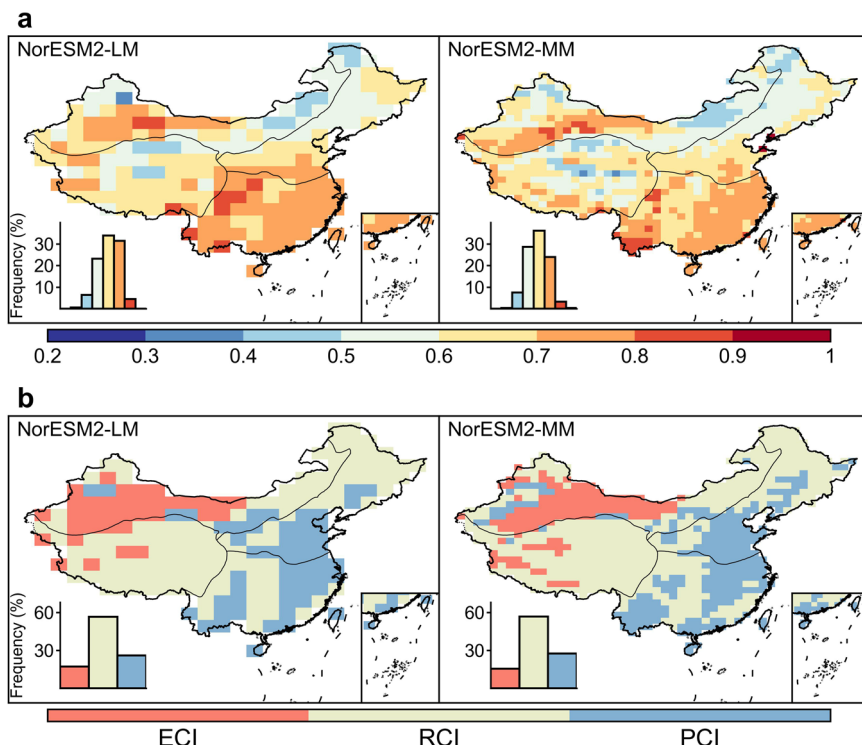 a
NorESM2-LM
NorESM2-MM
Frequency (%)
30
20
10
30
20
10
0.2 0.3 0.4 0.5 0.6 0.7 0.8 0.9 1
b
NorESM2-LM
NorESM2-MM
Frequency (%)
60
30
60
30
ECI RCI PCI